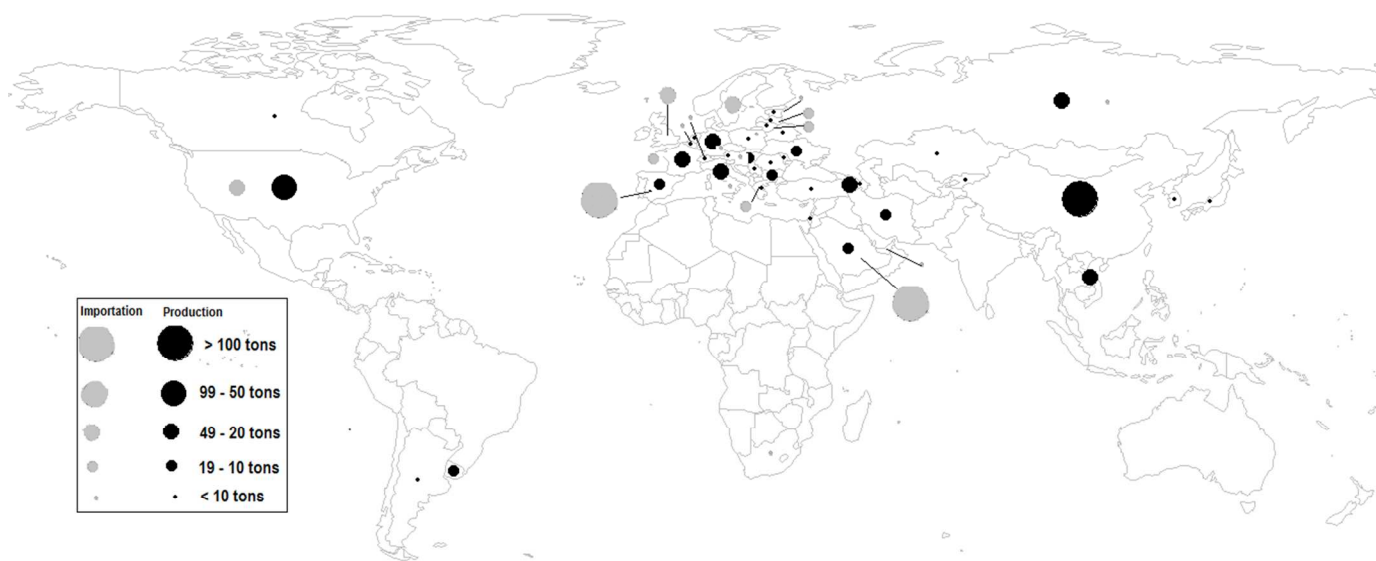 Importation Production
> 100 tons
99 - 50 tons
49 - 20 tons
19 - 10 tons
< 10 tons